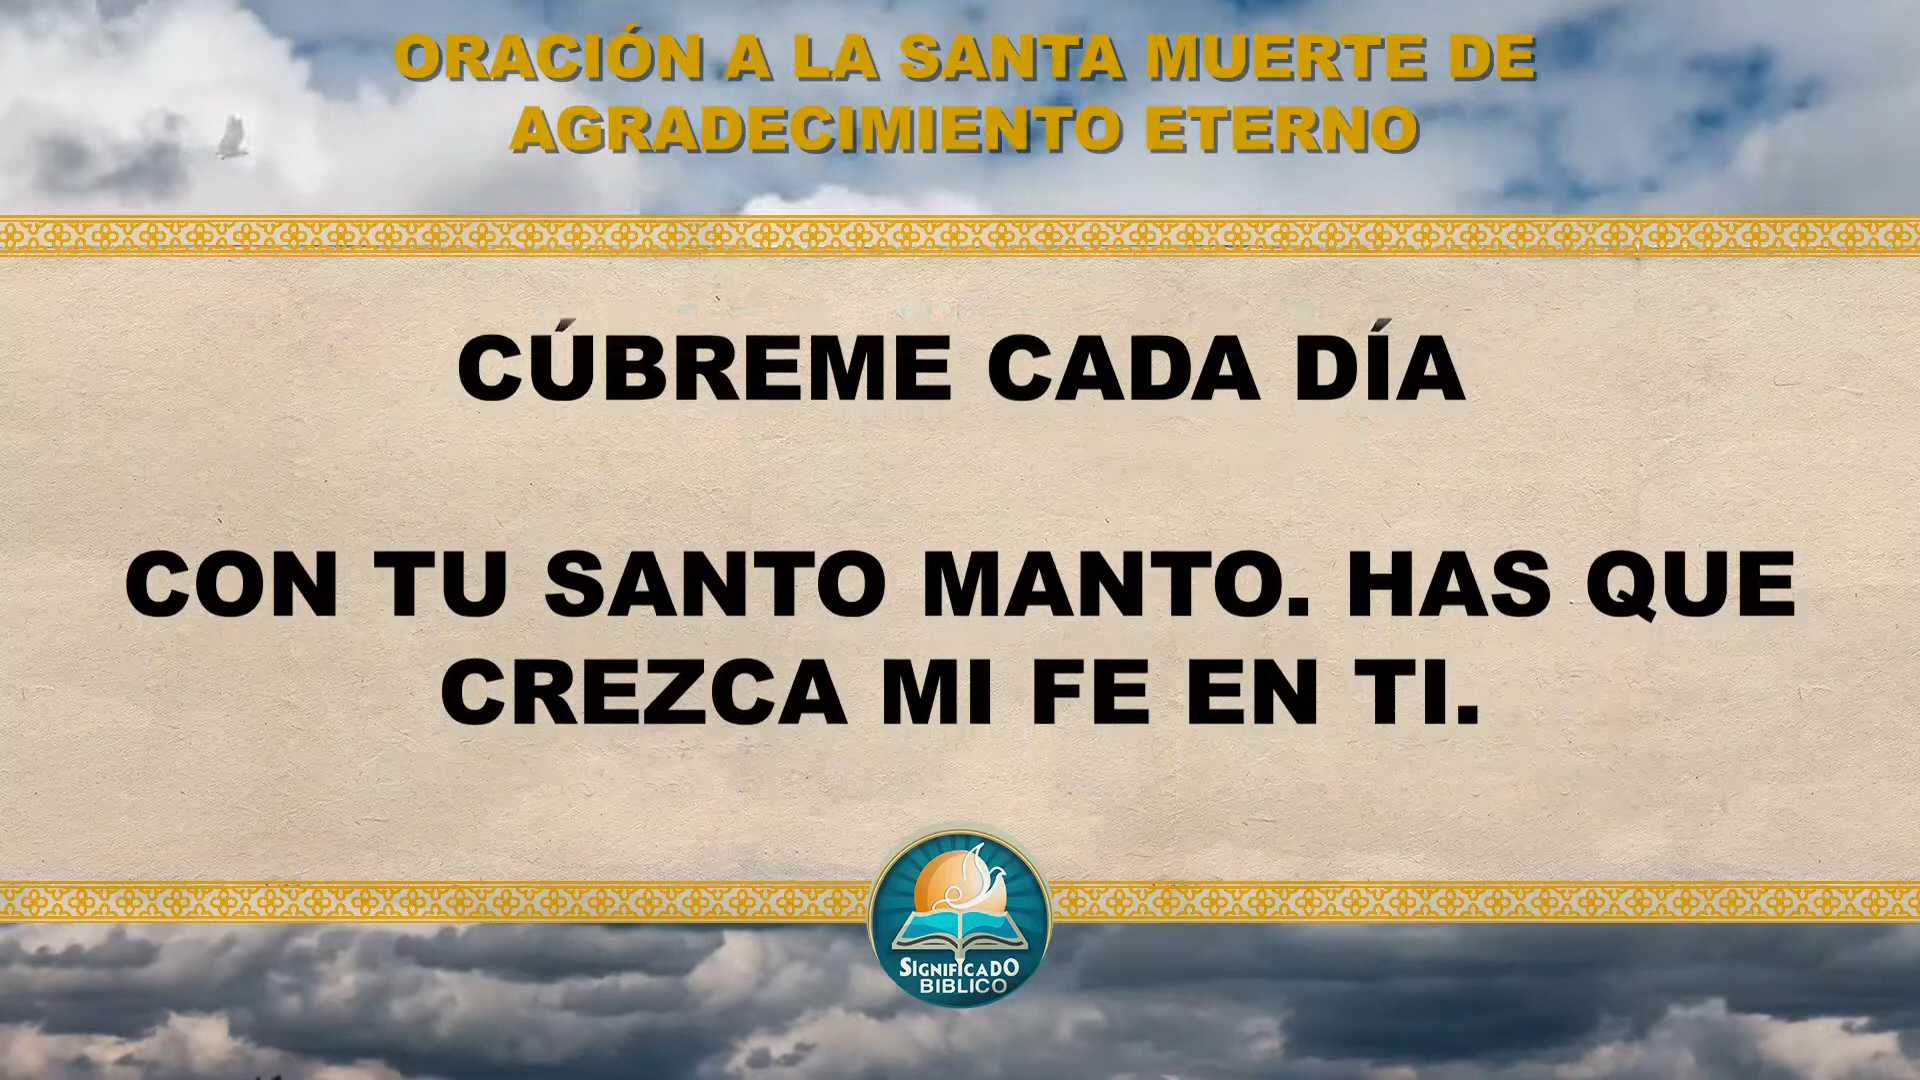 ORACIÓN A LA SANTA MUERTE DE
AGRADECIMIENTO ETERNO
CÚBREME CADA DÍA
CON TU SANTO MANTO. HAS QUE
CREZCA MI FE EN TI.
SIGNIFICADO
BIBLICO